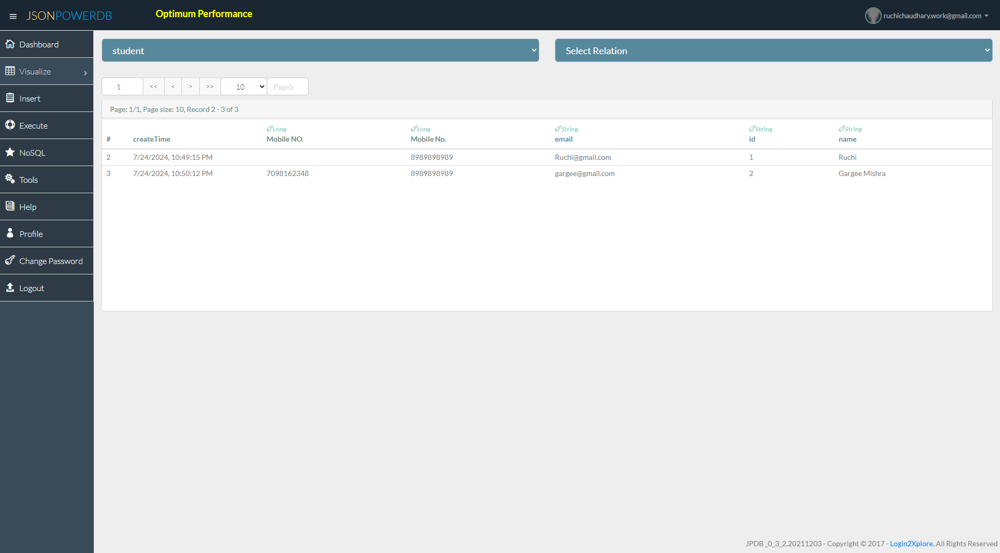 JSONPOWERDB
Optimum Performance
ruchichaudhary.work@gmail.com
Dashboard
Visualize
Insert
Execute
NoSQL
Tools
Help
Profile
Change Password
Logout
student
Select Relation
1 << < > >> 10 PageSi
Page: 1/1, Page size: 10, Record 2 - 3 of 3
Long Long String String String
# createTime Mobile NO. Mobile No. email id name
2 7/24/2024, 10:49:15 PM 8989898989 Ruchi@gmail.com 1 Ruchi
3 7/24/2024, 10:50:12 PM 7098162348 8989898989 gargee@gmail.com 2 Gargee Mishra
JPDB_0_3_2.20211203 - Copyright © 2017 - Login2Xplore, All Rights Reserved